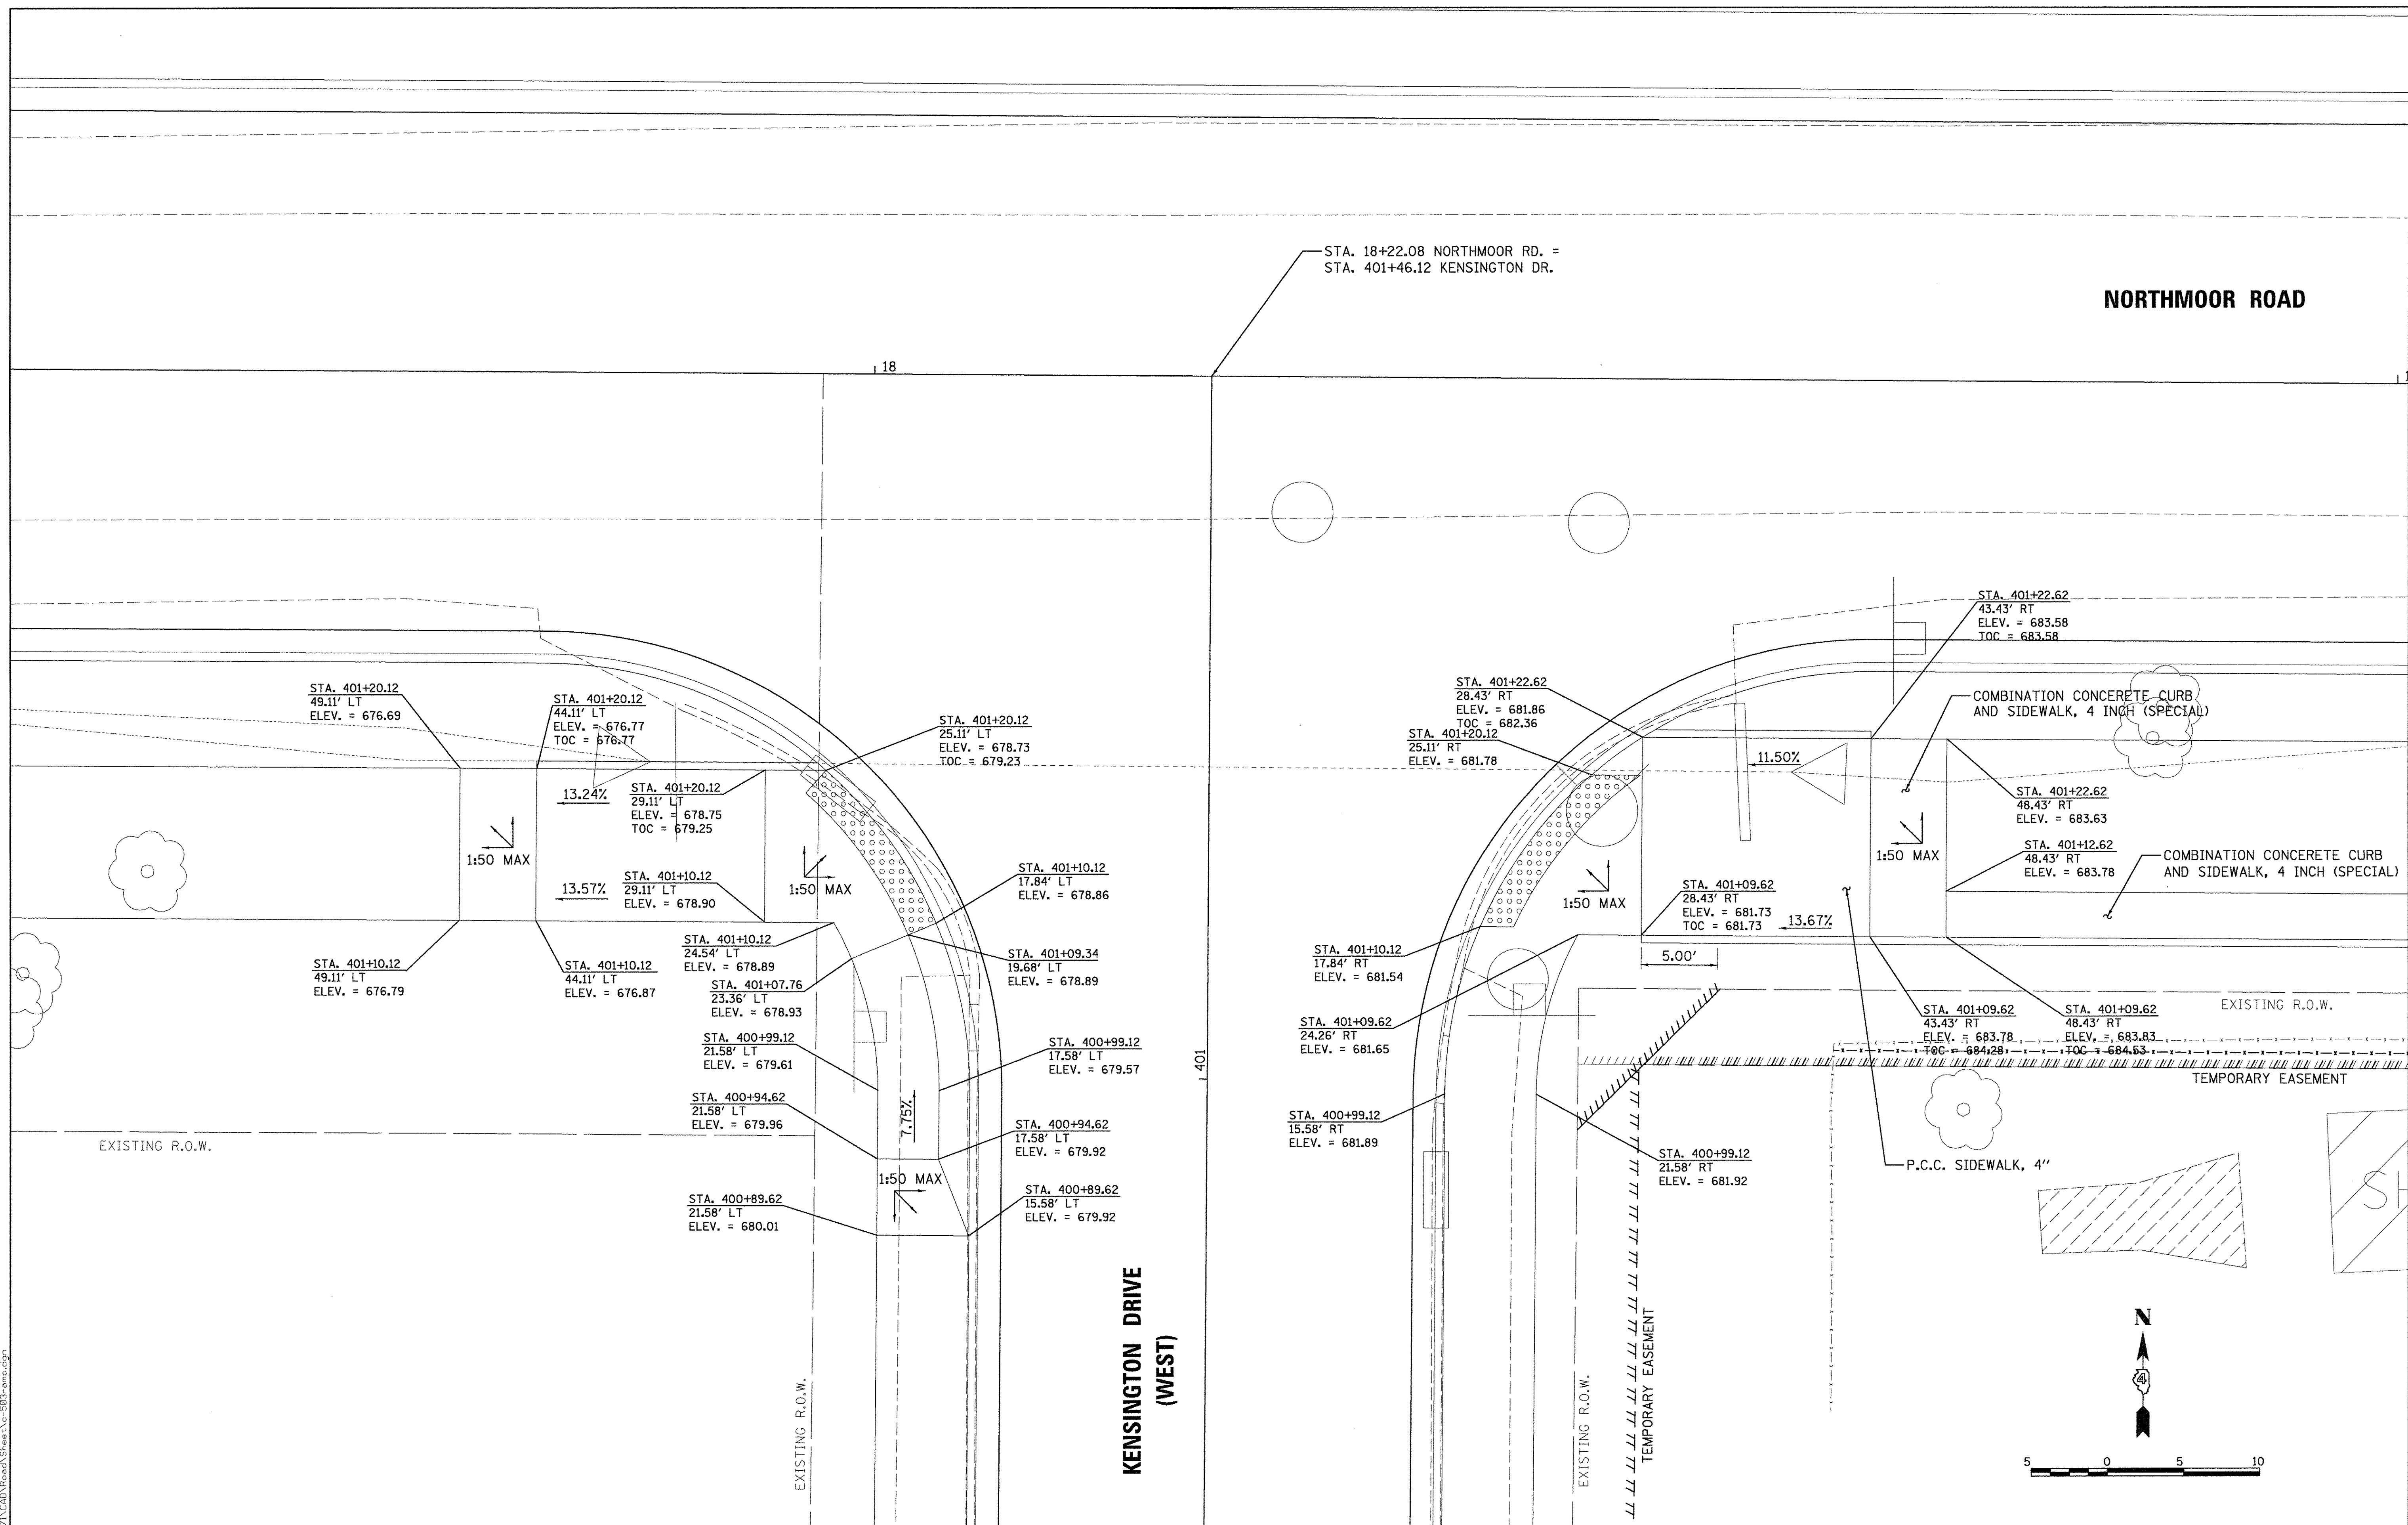 STA. 18+22.08 NORTHMOOR RD. =
STA. 401+46.12 KENSINGTON DR.
NORTHMOOR ROAD
18
STA. 401+20.12
49.11' LT
ELEV. = 676.69
STA. 401+20.12
44.11' LT
ELEV. = 676.77
TOC = 676.77
STA. 401+20.12
25.11' LT
ELEV. = 678.73
TOC = 679.23
13.24%
STA. 401+20.12
29.11' LT
ELEV. = 678.75
TOC = 679.25
1:50 MAX
13.57%
STA. 401+10.12
29.11' LT
ELEV. = 678.90
1:50 MAX
STA. 401+10.12
17.84' LT
ELEV. = 678.86
STA. 401+10.12
49.11' LT
ELEV. = 676.79
STA. 401+10.12
44.11' LT
ELEV. = 676.87
STA. 401+10.12
24.54' LT
ELEV. = 678.89
STA. 401+09.34
19.68' LT
ELEV. = 678.89
STA. 401+07.76
23.36' LT
ELEV. = 678.93
STA. 400+99.12
21.58' LT
ELEV. = 679.61
STA. 400+99.12
17.58' LT
ELEV. = 679.57
STA. 400+94.62
21.58' LT
ELEV. = 679.96
7.75%
STA. 400+94.62
17.58' LT
ELEV. = 679.92
1:50 MAX
STA. 400+89.62
21.58' LT
ELEV. = 680.01
STA. 400+89.62
15.58' LT
ELEV. = 679.92
EXISTING R.O.W.
EXISTING R.O.W.
401
KENSINGTON DRIVE
(WEST)
STA. 401+22.62
43.43' RT
ELEV. = 683.58
TOC = 683.58
STA. 401+22.62
28.43' RT
ELEV. = 681.86
TOC = 682.36
STA. 401+20.12
25.11' RT
ELEV. = 681.78
COMBINATION CONCRETE CURB
AND SIDEWALK, 4 INCH (SPECIAL)
11.50%
STA. 401+22.62
48.43' RT
ELEV. = 683.63
1:50 MAX
STA. 401+12.62
48.43' RT
ELEV. = 683.78
COMBINATION CONCRETE CURB
AND SIDEWALK, 4 INCH (SPECIAL)
1:50 MAX
STA. 401+09.62
28.43' RT
ELEV. = 681.73
TOC = 681.73
13.67%
STA. 401+10.12
17.84' RT
ELEV. = 681.54
5.00'
STA. 401+09.62
24.26' RT
ELEV. = 681.65
STA. 401+09.62
43.43' RT
ELEV. = 683.78
TOC = 684.28
STA. 401+09.62
48.43' RT
ELEV. = 683.83
TOC = 684.53
EXISTING R.O.W.
TEMPORARY EASEMENT
STA. 400+99.12
15.58' RT
ELEV. = 681.89
STA. 400+99.12
21.58' RT
ELEV. = 681.92
P.C.C. SIDEWALK, 4"
EXISTING R.O.W.
TEMPORARY EASEMENT
N
4
5 0 5 10